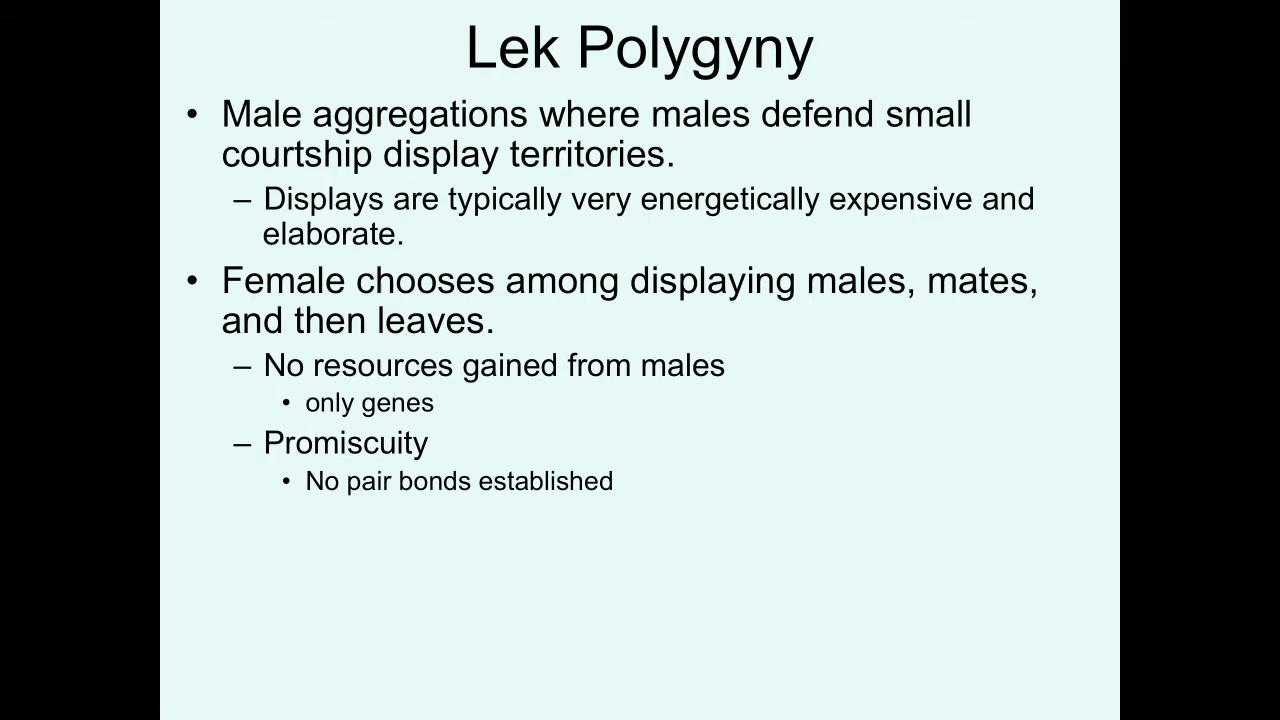 Lek Polygyny
• Male aggregations where males defend small
courtship display territories.
– Displays are typically very energetically expensive and
elaborate.
• Female chooses among displaying males, mates,
and then leaves.
– No resources gained from males
• only genes
– Promiscuity
• No pair bonds established